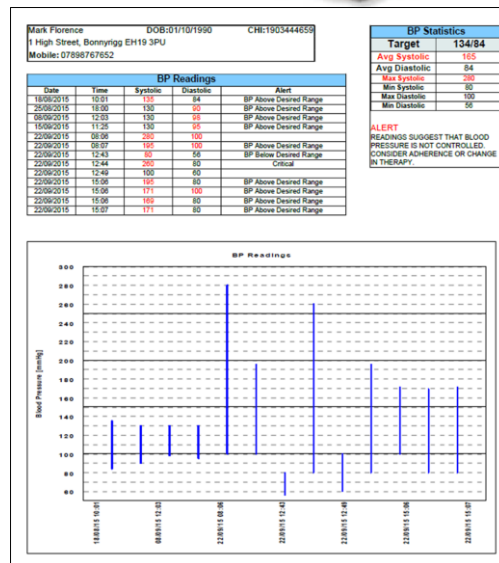 Mark Florence DOB:01/10/1990 CHI:1903444659
1 High Street, Bonnyrigg EH19 3PU
Mobile: 07898767652
BP Statistics
Target 134/84
Avg Systolic 165
Avg Diastolic 84
Max Systolic 280
Min Systolic 80
Max Diastolic 100
Min Diastolic 56
ALERT
READINGS SUGGEST THAT BLOOD
PRESSURE IS NOT CONTROLLED.
CONSIDER ADHERENCE OR CHANGE
IN THERAPY.
BP Readings
Date Time Systolic Diastolic Alert
18/08/2015 10:01 135 84 BP Above Desired Range
25/08/2015 18:00 130 90 BP Above Desired Range
08/09/2015 12:03 130 98 BP Above Desired Range
15/09/2015 11:25 130 95 BP Above Desired Range
22/09/2015 08:06 280 100
22/09/2015 08:07 195 100 BP Above Desired Range
22/09/2015 12:43 80 56 BP Below Desired Range
22/09/2015 12:44 260 80 Critical
22/09/2015 12:49 100 60
22/09/2015 15:06 195 80 BP Above Desired Range
22/09/2015 15:06 171 100 BP Above Desired Range
22/09/2015 15:06 169 80 BP Above Desired Range
22/09/2015 15:07 171 80 BP Above Desired Range
BP Readings
Blood Pressure [mmHg]
300
280
260
240
220
200
180
160
140
120
100
80
60
18/08/15 10:01
08/09/15 12:03
22/09/15 08:06
22/09/15 12:43
22/09/15 12:49
22/09/15 15:06
22/09/15 15:07